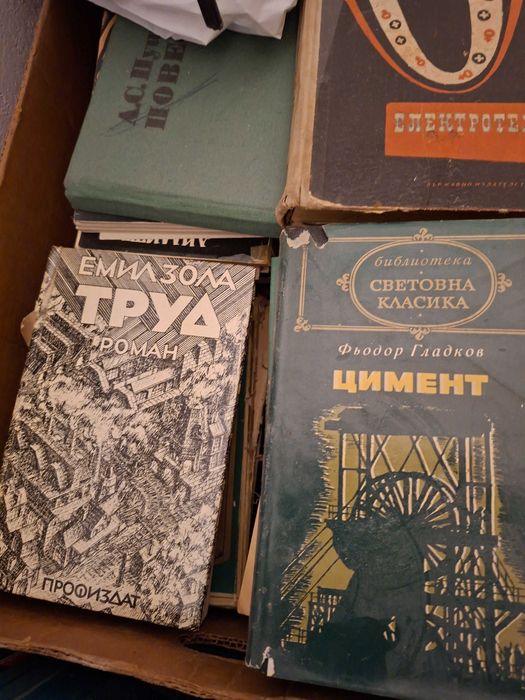 А.С. Пу
ПОВЕ
ЕЛЕКТРОТЕ
ЕМИЛ ЗОЛА
ТРУД
РОМАН
ПРОФИЗДАТ
библиотека
СВЕТОВНА
КЛАСИКА
Фьодор Гладков
ЦИМЕНТ